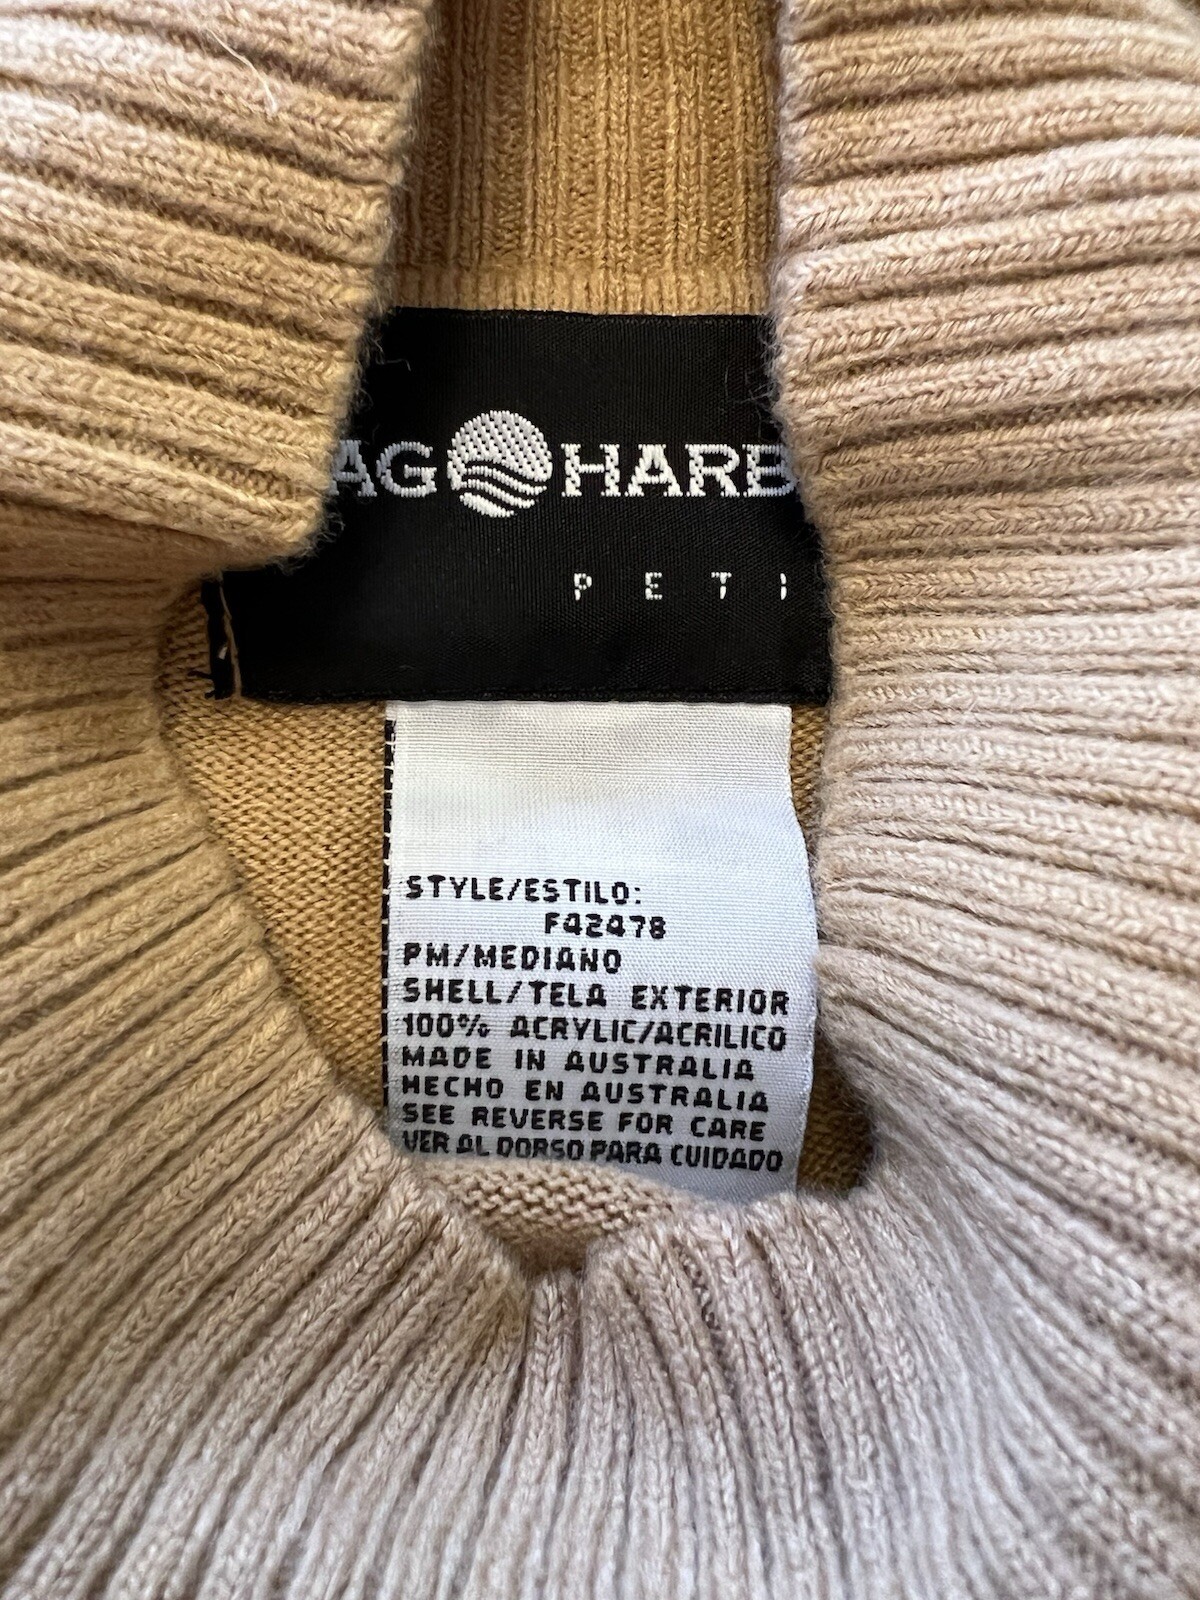 AG HARB
PETI
STYLE/ESTILO:
F42478
PM/MEDIANO
SHELL/TELA EXTERIOR
100% ACRYLIC/ACRILICO
MADE IN AUSTRALIA
HECHO EN AUSTRALIA
SEE REVERSE FOR CARE
VER AL DORSO PARA CUIDADO